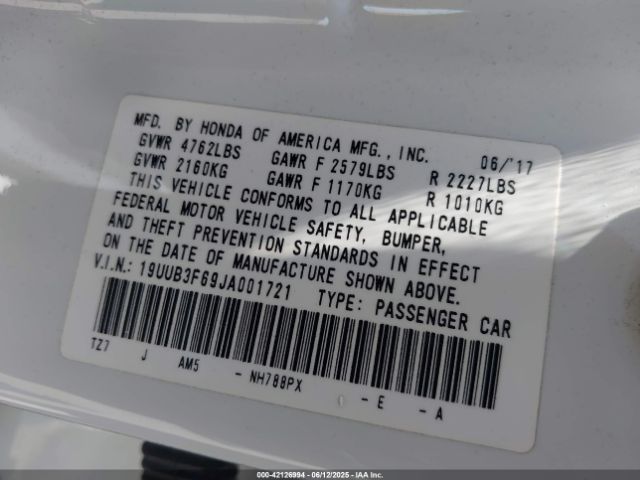 MFD. BY HONDA OF AMERICA MFG., INC. 06/'17
GVWR 4762LBS GAWR F 2579LBS R 2227LBS
GVWR 2160KG GAWR F 1170KG R 1010KG
THIS VEHICLE CONFORMS TO ALL APPLICABLE
FEDERAL MOTOR VEHICLE SAFETY, BUMPER,
AND THEFT PREVENTION STANDARDS IN EFFECT
ON THE DATE OF MANUFACTURE SHOWN ABOVE.
V.I.N.: 19UUB3F69JA001721 TYPE: PASSENGER CAR
TZ7 J AM5 - NH788PX 1 - E - A
000-42126994 - 06/12/2025 - IAA Inc.